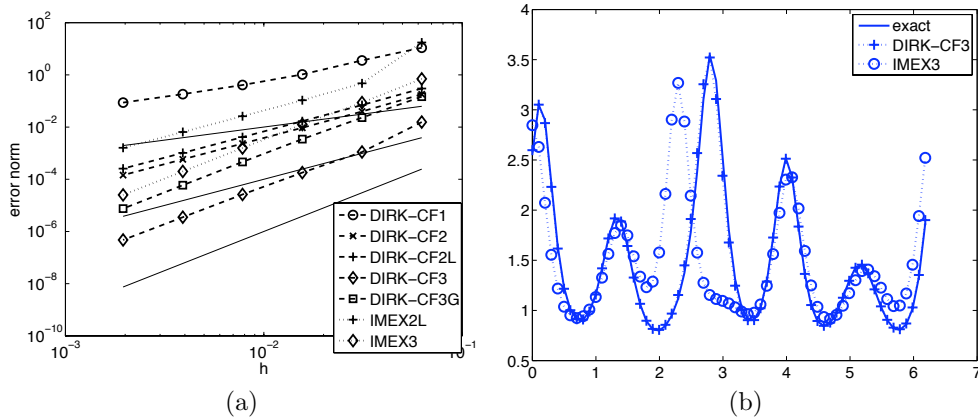 10^2
10^0
10^-2
10^-4
10^-6
10^-8
10^-10
error norm
10^-3
10^-2
10^-1
h
DIRK-CF1
DIRK-CF2
DIRK-CF2L
DIRK-CF3
DIRK-CF3G
IMEX2L
IMEX3
(a)
4
3.5
3
2.5
2
1.5
1
0.5
0 1 2 3 4 5 6 7
exact
DIRK-CF3
IMEX3
(b)